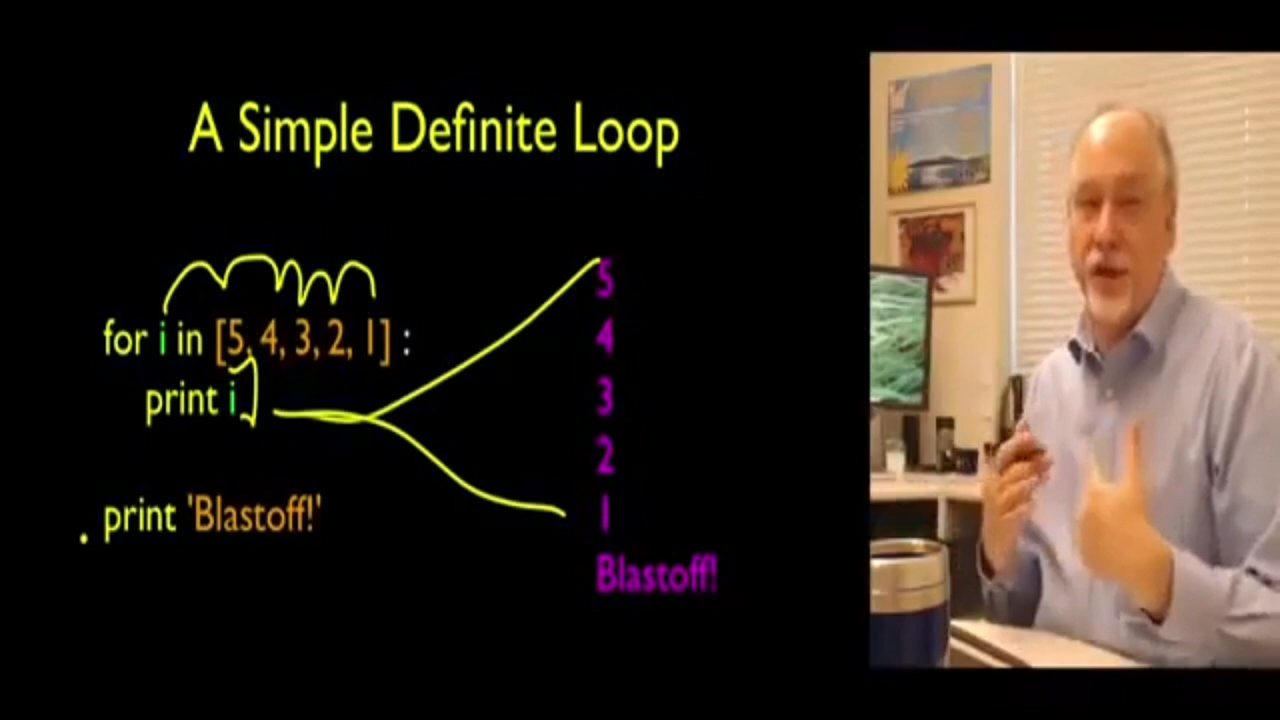 A Simple Definite Loop
for i in [5, 4, 3, 2, 1] :
print i
print 'Blastoff!'
5
4
3
2
1
Blastoff!